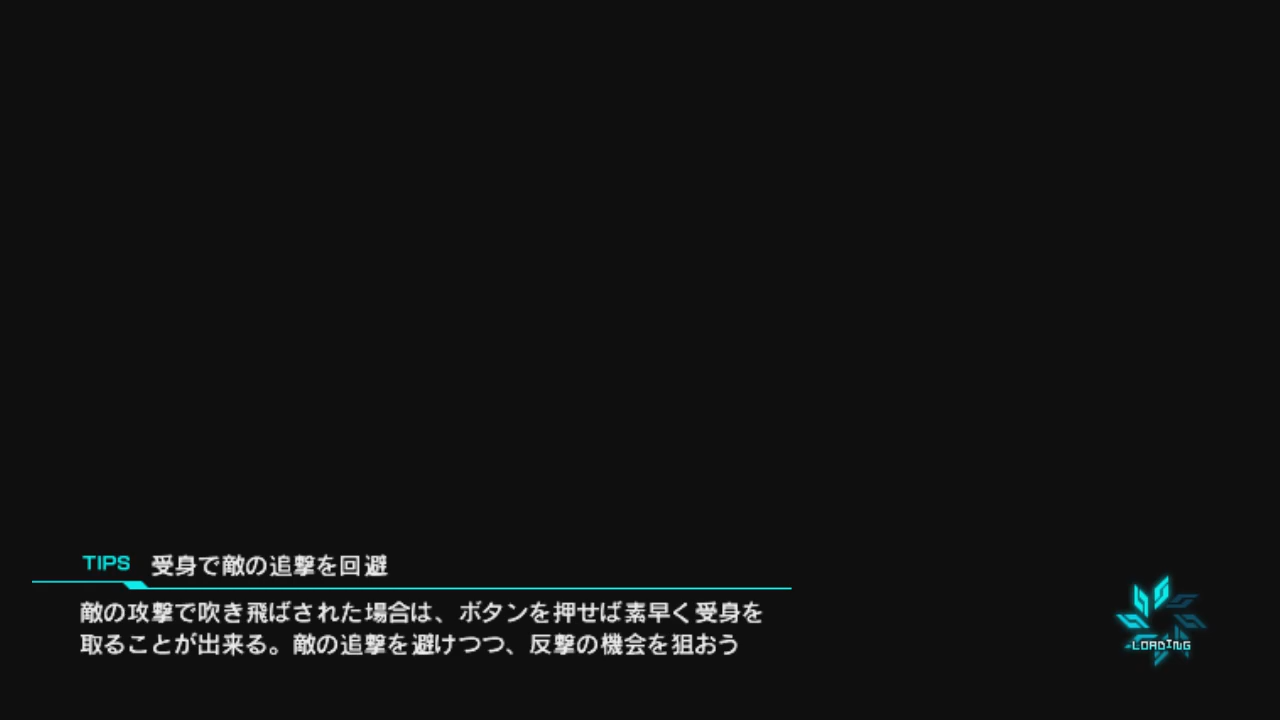 TIPS 受身で敵の追撃を回避
敵の攻撃で吹き飛ばされた場合は、ボタンを押せば素早く受身を
取ることが出来る。敵の追撃を避けつつ、反撃の機会を狙おう
LOADING